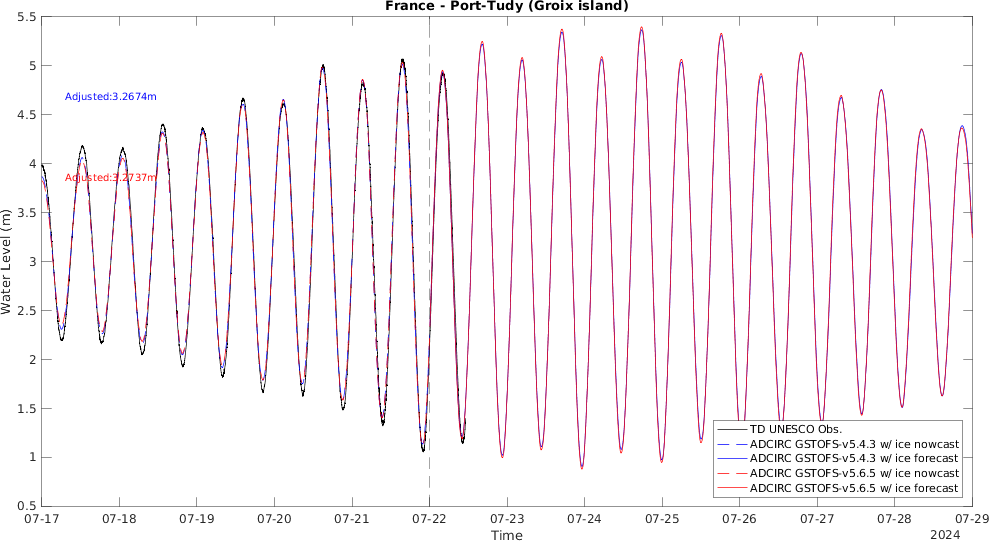 France - Port-Tudy (Groix island)
5.5
5
4.5
4
3.5
3
2.5
2
1.5
1
0.5
Water Level (m)
Adjusted:3.2674m
Adjusted:3.2737m
TD UNESCO Obs.
ADCIRC GSTOFS-v5.4.3 w/ ice nowcast
ADCIRC GSTOFS-v5.4.3 w/ ice forecast
ADCIRC GSTOFS-v5.6.5 w/ ice nowcast
ADCIRC GSTOFS-v5.6.5 w/ ice forecast
07-17 07-18 07-19 07-20 07-21 07-22 07-23 07-24 07-25 07-26 07-27 07-28 07-29
Time
2024